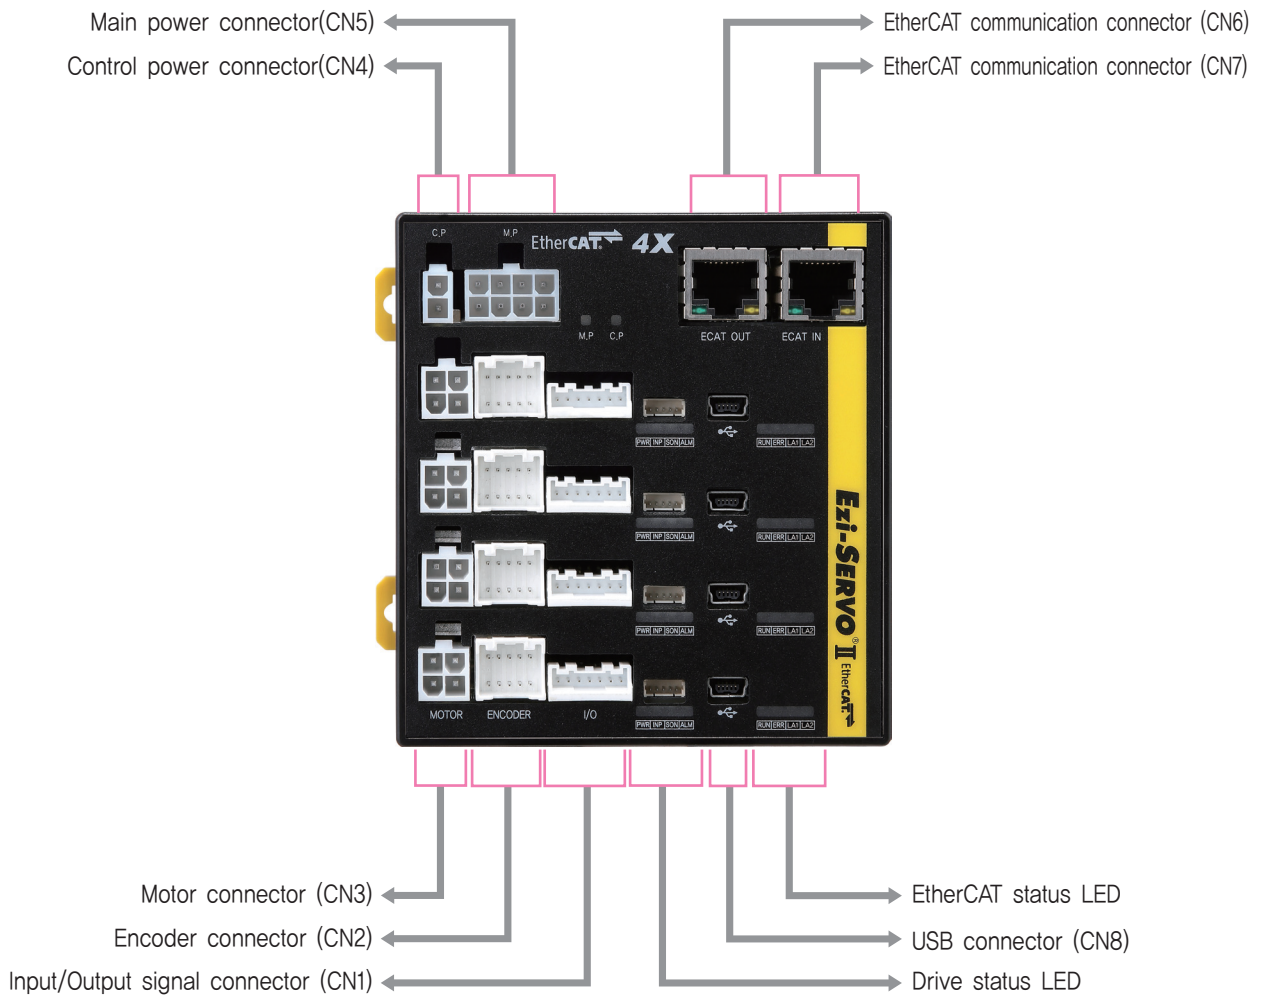 Main power connector(CN5)
Control power connector(CN4)
EtherCAT communication connector (CN6)
EtherCAT communication connector (CN7)
C.P
M.P
EtherCAT.
4X
M.P
C.P
ECAT OUT
ECAT IN
PWR INP SON ALM
RUN ERR LA1 LA2
PWR INP SON ALM
RUN ERR LA1 LA2
PWR INP SON ALM
RUN ERR LA1 LA2
PWR INP SON ALM
RUN ERR LA1 LA2
Ezi-SERVO® II EtherCAT.
MOTOR
ENCODER
I/O
Motor connector (CN3)
Encoder connector (CN2)
Input/Output signal connector (CN1)
EtherCAT status LED
USB connector (CN8)
Drive status LED